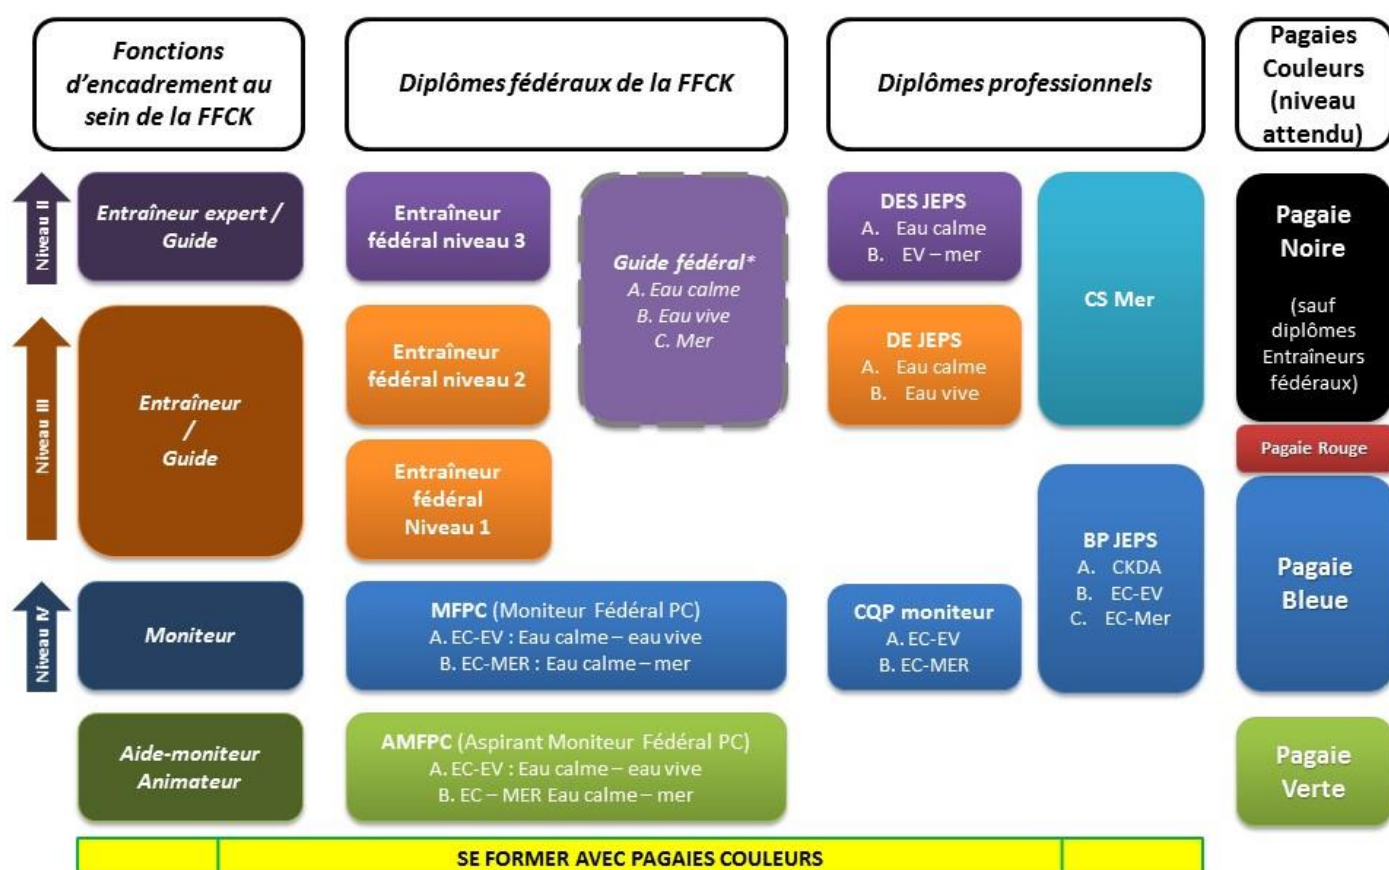 Fonctions
d'encadrement au
sein de la FFCK
Diplômes fédéraux de la FFCK
Diplômes professionnels
Pagaies
Couleurs
(niveau
attendu)
Niveau II
Entraîneur expert /
Guide
Entraîneur
fédéral niveau 3
Guide fédéral*
A. Eau calme
B. Eau vive
C. Mer
DES JEPS
A. Eau calme
B. EV – mer
CS Mer
Pagaie
Noire
(sauf
diplômes
Entraîneurs
fédéraux)
Niveau III
Entraîneur
/
Guide
Entraîneur
fédéral niveau 2
DE JEPS
A. Eau calme
B. Eau vive
Pagaie Rouge
Entraîneur
fédéral
Niveau 1
BP JEPS
A. CKDA
B. EC-EV
C. EC-Mer
Pagaie
Bleue
Niveau IV
Moniteur
MFPC (Moniteur Fédéral PC)
A. EC-EV : Eau calme – eau vive
B. EC-MER : Eau calme – mer
CQP moniteur
A. EC-EV
B. EC-MER
Aide-moniteur
Animateur
AMFPC (Aspirant Moniteur Fédéral PC)
A. EC-EV : Eau calme – eau vive
B. EC – MER Eau calme – mer
Pagaie
Verte
SE FORMER AVEC PAGAIES COULEURS